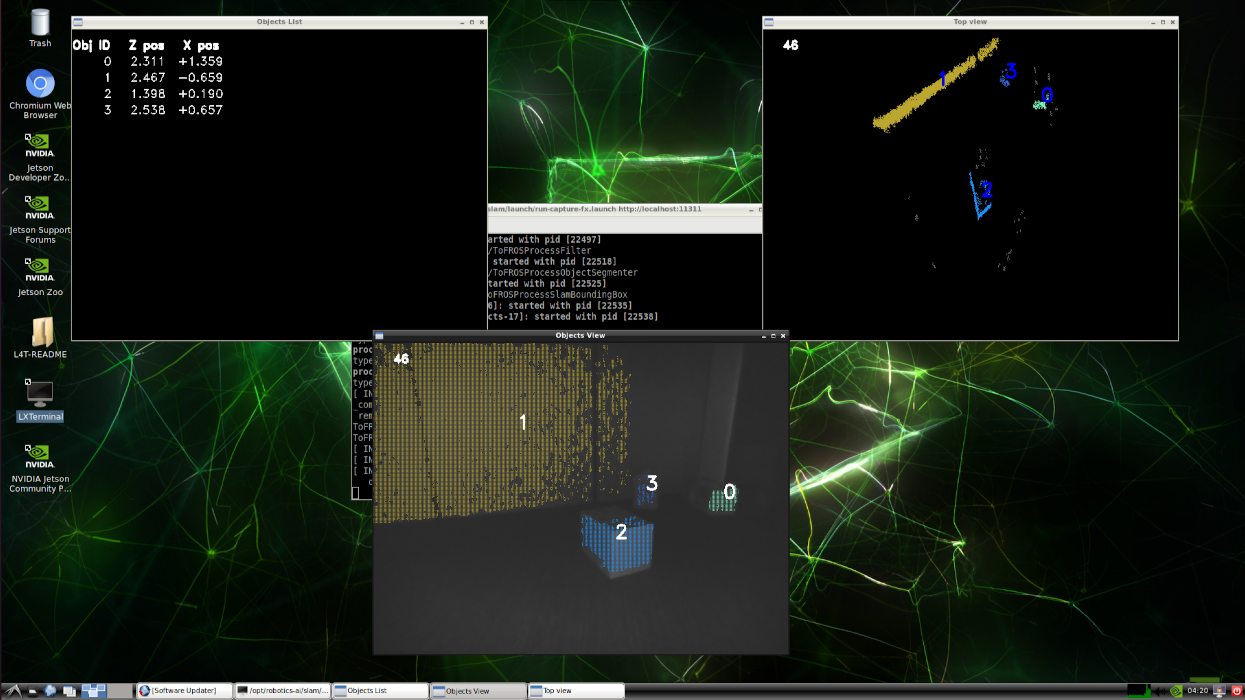 Trash
Chromium Web
Browser
NVIDIA.
Jetson
Developer Zo...
NVIDIA.
Jetson Support
Forums
NVIDIA.
Jetson Zoo
L4T-README
LXTerminal
NVIDIA.
NVIDIA Jetson
Community P...
Objects List
Obj ID Z pos X pos
0 2.311 +1.359
1 2.467 -0.659
2 1.398 +0.190
3 2.538 +0.657
slam/launch/run-capture-fx.launch http://localhost:11311
arted with pid [22497]
/ToFROSProcessFilter
started with pid [22518]
/ToFROSProcessObjectSegmenter
tarted with pid [22525]
oFROSProcessSlamBoundingBox
6]: started with pid [22535]
cts-17]: started with pid [22538]
Top view
46
1
3
0
2
proc
type
proc
type
[ IN
_com
_rem
ToFR
ToFR
[ IN
[ IN
[ IN
Objects View
46
1
3
0
2
[Software Updater]
/opt/robotics-ai/slam/...
Objects List
Objects View
Top view
04:20